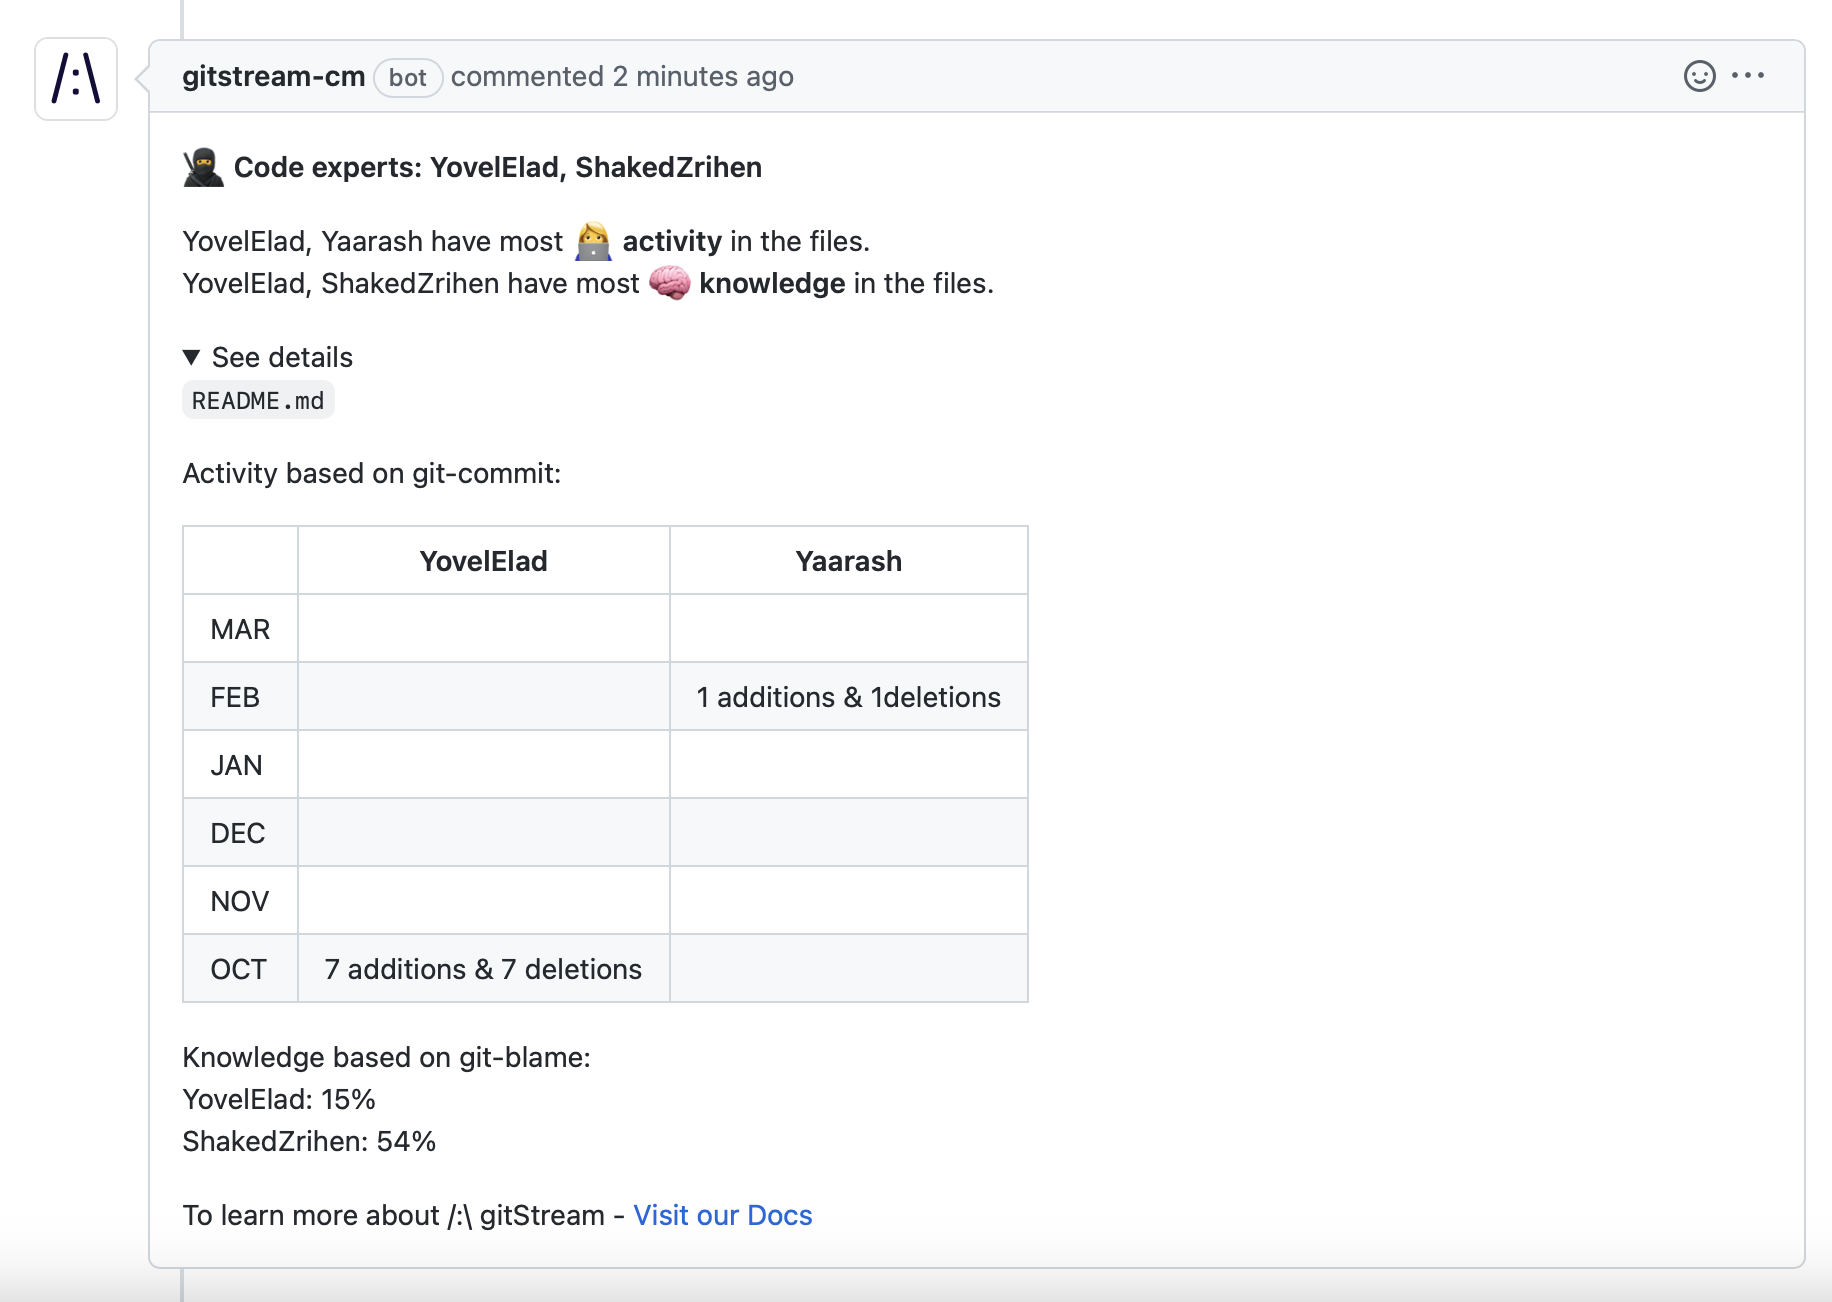 /:\
gitstream-cm bot commented 2 minutes ago
Code experts: YovelElad, ShakedZrihen
YovelElad, Yaarash have most activity in the files.
YovelElad, ShakedZrihen have most knowledge in the files.
▼ See details
README.md
Activity based on git-commit:
YovelElad Yaarash
MAR
FEB 1 additions & 1deletions
JAN
DEC
NOV
OCT 7 additions & 7 deletions
Knowledge based on git-blame:
YovelElad: 15%
ShakedZrihen: 54%
To learn more about /:\ gitStream - Visit our Docs